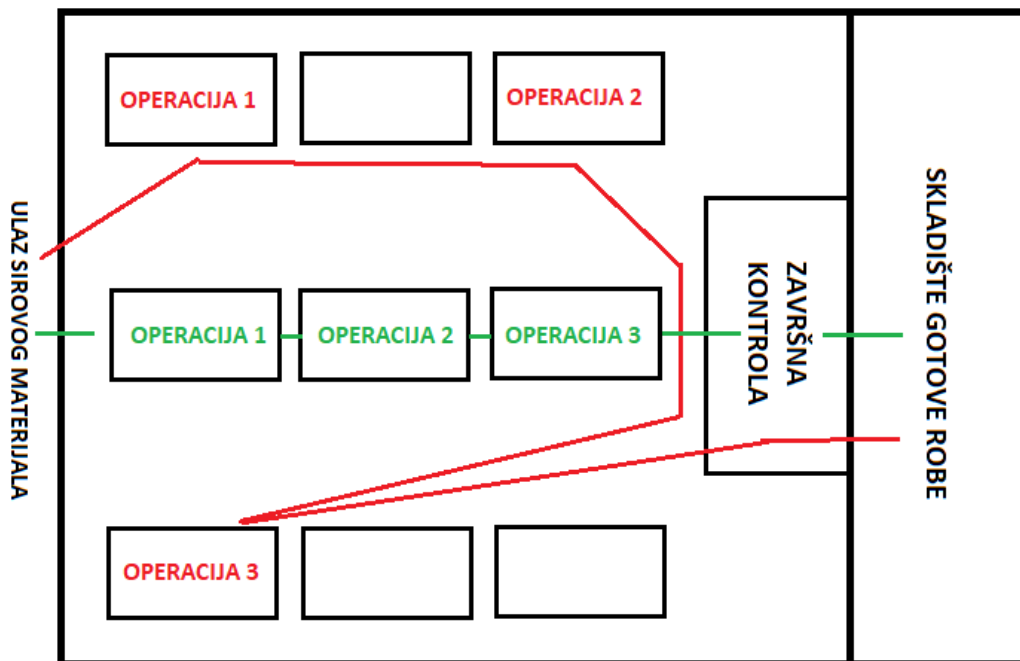 OPERACIJA 1
OPERACIJA 2
ULAZ SIROVOG MATERIJALA
OPERACIJA 1
OPERACIJA 2
OPERACIJA 3
ZAVRŠNA
KONTROLA
SKLADIŠTE GOTOVE ROBE
OPERACIJA 3